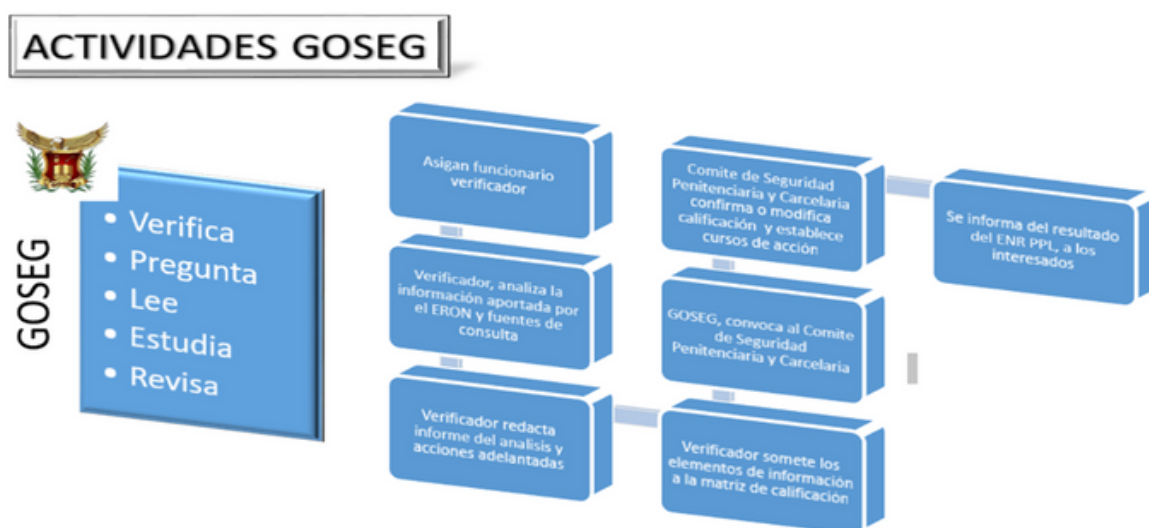 ACTIVIDADES GOSEG
GOSEG
• Verifica
• Pregunta
• Lee
• Estudia
• Revisa
Asigan funcionario
verificador
Verificador, analiza la
información aportada por
el ERON y fuentes de
consulta
Verificador redacta
informe del analisis y
acciones adelantadas
Verificador somete los
elementos de información
a la matriz de calificación
GOSEG, convoca al Comite
de Seguridad
Penitenciaria y Carcelaria
Comite de Seguridad
Penitenciaria y Carcelaria
confirma o modifica
calificación y establece
cursos de acción
Se informa del resultado
del ENR PPL, a los
interesados